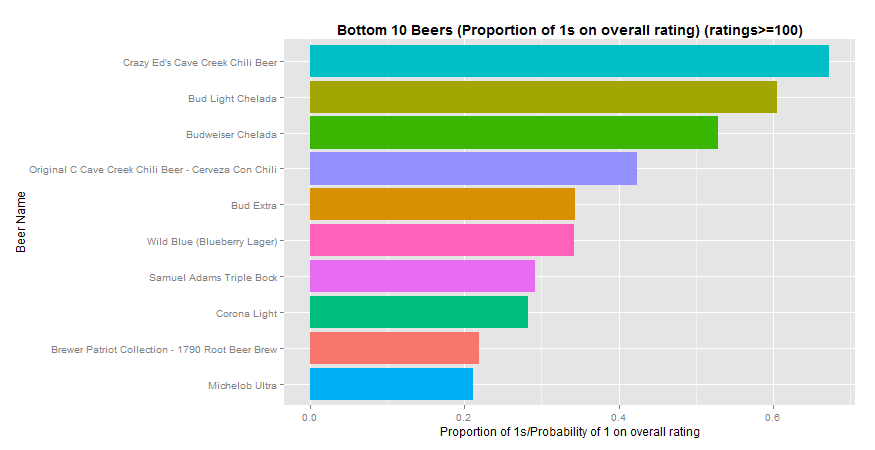 Bottom 10 Beers (Proportion of 1s on overall rating) (ratings>=100)
Beer Name
Crazy Ed's Cave Creek Chili Beer
Bud Light Chelada
Budweiser Chelada
Original C Cave Creek Chili Beer - Cerveza Con Chili
Bud Extra
Wild Blue (Blueberry Lager)
Samuel Adams Triple Bock
Corona Light
Brewer Patriot Collection - 1790 Root Beer Brew
Michelob Ultra
0.0 0.2 0.4 0.6
Proportion of 1s/Probability of 1 on overall rating